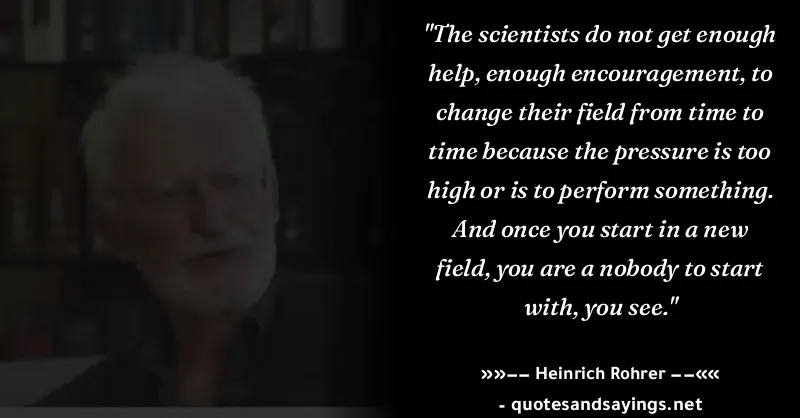 "The scientists do not get enough
help, enough encouragement, to
change their field from time to
time because the pressure is too
high or is to perform something.
And once you start in a new
field, you are a nobody to start
with, you see."
»»–– Heinrich Rohrer ––««
- quotesandsayings.net